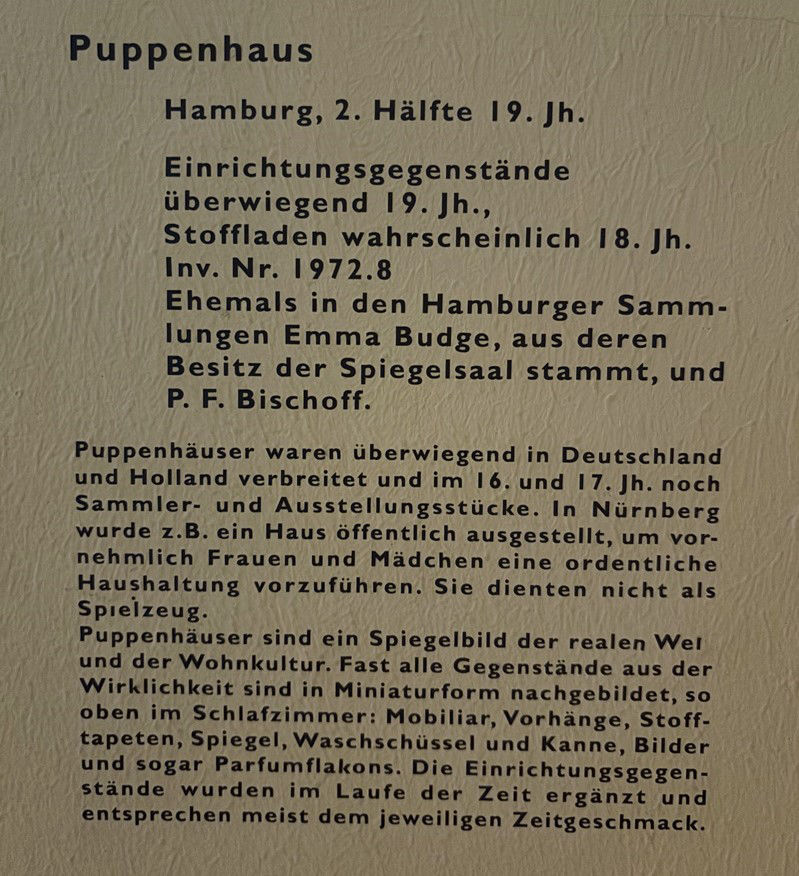 Puppenhaus
Hamburg, 2. Hälfte 19. Jh.
Einrichtungsgegenstände
überwiegend 19. Jh.,
Stoffladen wahrscheinlich 18. Jh.
Inv. Nr. 1972.8
Ehemals in den Hamburger Samm-
lungen Emma Budge, aus deren
Besitz der Spiegelsaal stammt, und
P. F. Bischoff.
Puppenhäuser waren überwiegend in Deutschland
und Holland verbreitet und im 16. und 17. Jh. noch
Sammler- und Ausstellungsstücke. In Nürnberg
wurde z.B. ein Haus öffentlich ausgestellt, um vor-
nehmlich Frauen und Mädchen eine ordentliche
Haushaltung vorzuführen. Sie dienten nicht als
Spielzeug.
Puppenhäuser sind ein Spiegelbild der realen Wel
und der Wohnkultur. Fast alle Gegenstände aus der
Wirklichkeit sind in Miniaturform nachgebildet, so
oben im Schlafzimmer: Mobiliar, Vorhänge, Stoff-
tapeten, Spiegel, Waschschüssel und Kanne, Bilder
und sogar Parfumflakons. Die Einrichtungsgegen-
stände wurden im Laufe der Zeit ergänzt und
entsprechen meist dem jeweiligen Zeitgeschmack.